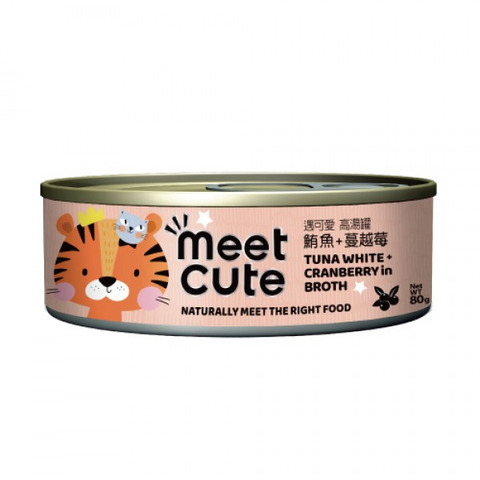 meet
cute
NATURALLY MEET THE RIGHT FOOD
遇可愛 高湯罐
鮪魚+蔓越莓
TUNA WHITE +
CRANBERRY in
BROTH
Net
WT
80g